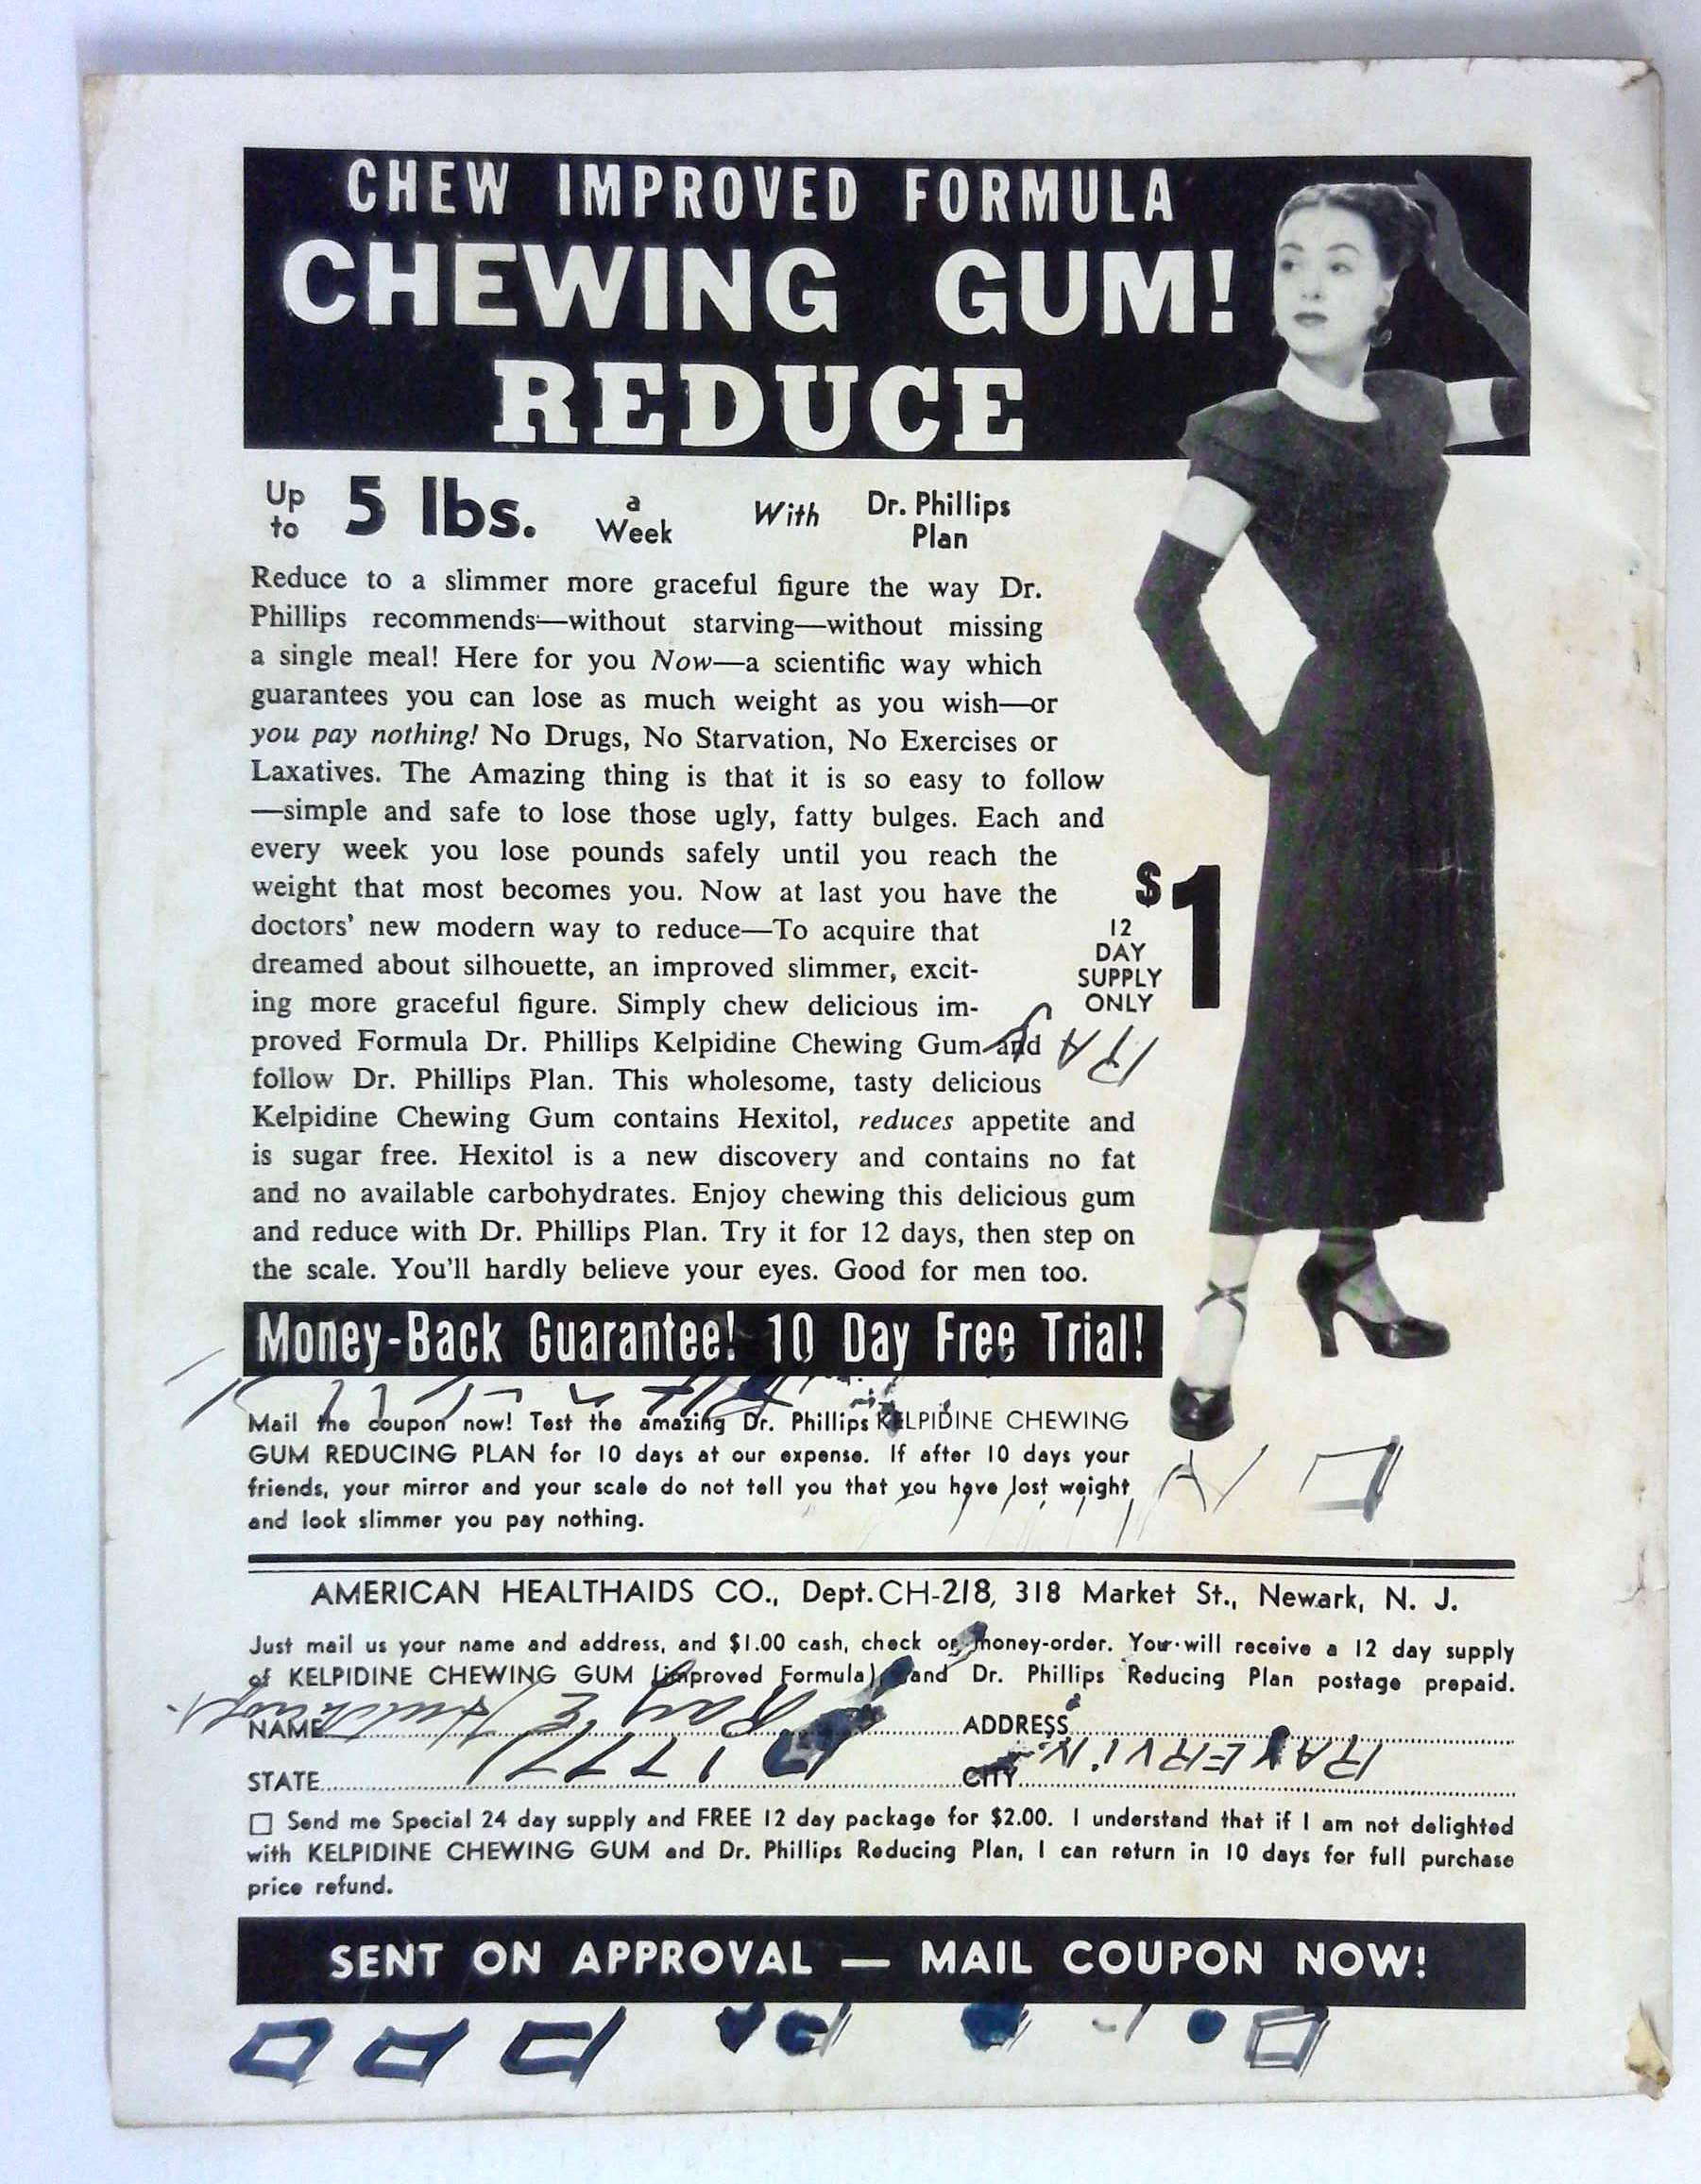 CHEW IMPROVED FORMULA
CHEWING GUM!
REDUCE
Up to 5 lbs. a Week With Dr. Phillips Plan
Reduce to a slimmer more graceful figure the way Dr.
Phillips recommends—without starving—without missing
a single meal! Here for you Now—a scientific way which
guarantees you can lose as much weight as you wish—or
you pay nothing! No Drugs, No Starvation, No Exercises or
Laxatives. The Amazing thing is that it is so easy to follow
—simple and safe to lose those ugly, fatty bulges. Each and
every week you lose pounds safely until you reach the
weight that most becomes you. Now at last you have the
doctors' new modern way to reduce—To acquire that
dreamed about silhouette, an improved slimmer, excit-
ing more graceful figure. Simply chew delicious im-
proved Formula Dr. Phillips Kelpidine Chewing Gum and
follow Dr. Phillips Plan. This wholesome, tasty delicious
Kelpidine Chewing Gum contains Hexitol, reduces appetite and
is sugar free. Hexitol is a new discovery and contains no fat
and no available carbohydrates. Enjoy chewing this delicious gum
and reduce with Dr. Phillips Plan. Try it for 12 days, then step on
the scale. You'll hardly believe your eyes. Good for men too.
$1
12
DAY
SUPPLY
ONLY
Money-Back Guarantee! 10 Day Free Trial!
Mail the coupon now! Test the amazing Dr. Phillips KELPIDINE CHEWING
GUM REDUCING PLAN for 10 days at our expense. If after 10 days your
friends, your mirror and your scale do not tell you that you have lost weight
and look slimmer you pay nothing.
AMERICAN HEALTHAIDS CO., Dept. CH-218, 318 Market St., Newark, N. J.
Just mail us your name and address, and $1.00 cash, check or money-order. You will receive a 12 day supply
of KELPIDINE CHEWING GUM (improved Formula), and Dr. Phillips Reducing Plan postage prepaid.
NAME ADDRESS
Ray E
RAY ERVIN
STATE CITY
☐ Send me Special 24 day supply and FREE 12 day package for $2.00. I understand that if I am not delighted
with KELPIDINE CHEWING GUM and Dr. Phillips Reducing Plan, I can return in 10 days for full purchase
price refund.
SENT ON APPROVAL — MAIL COUPON NOW!